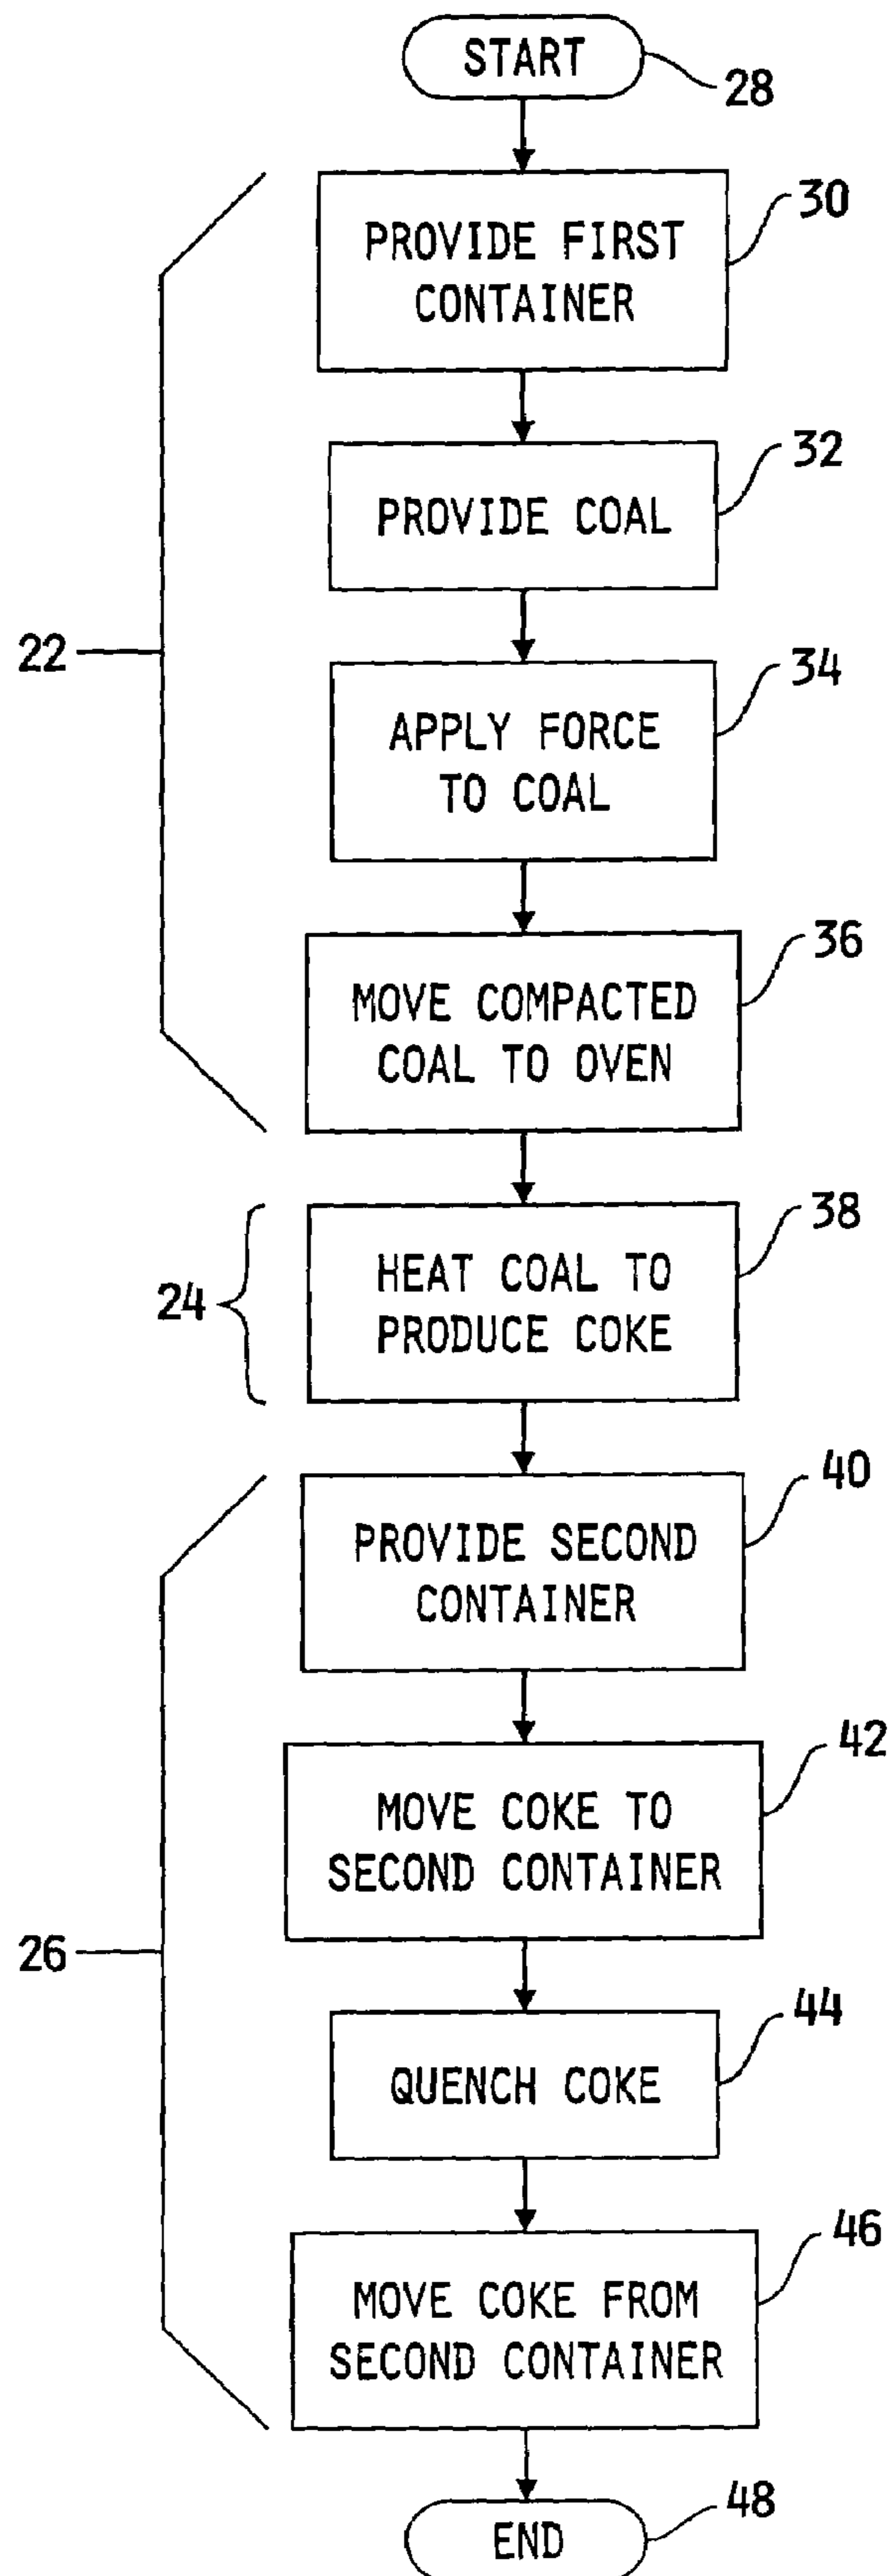 START
28
PROVIDE FIRST
CONTAINER
30
PROVIDE COAL
32
22
APPLY FORCE
TO COAL
34
MOVE COMPACTED
COAL TO OVEN
36
HEAT COAL TO
PRODUCE COKE
38
24
PROVIDE SECOND
CONTAINER
40
MOVE COKE TO
SECOND CONTAINER
42
26
QUENCH COKE
44
MOVE COKE FROM
SECOND CONTAINER
46
END
48